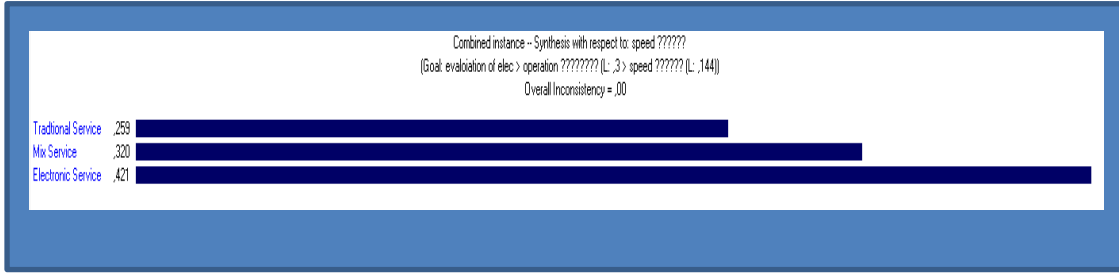 Combined instance -- Synthesis with respect to: speed ??????
(Goal: evaloiation of elec > operation ???????? (L: ,3 > speed ?????? (L: ,144))
Overall Inconsistency = ,00
Tradtional Service ,259
Mix Service ,320
Electronic Service ,421